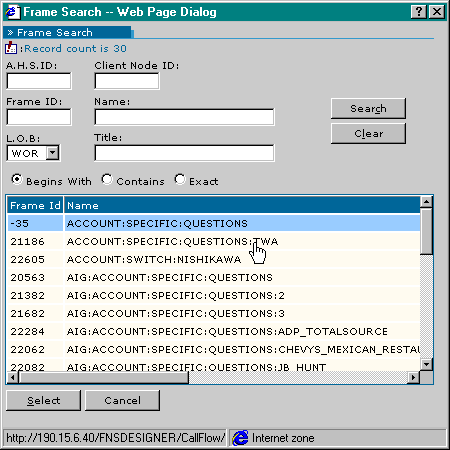 Frame Search -- Web Page Dialog
» Frame Search
:Record count is 30
A.H.S.ID: Client Node ID:
Frame ID: Name:
Search
L.O.B: Title:
Clear
WOR
Begins With Contains Exact
Frame Id Name
-35 ACCOUNT:SPECIFIC:QUESTIONS
21186 ACCOUNT:SPECIFIC:QUESTIONS:TWA
22605 ACCOUNT:SWITCH:NISHIKAWA
20563 AIG:ACCOUNT:SPECIFIC:QUESTIONS
21382 AIG:ACCOUNT:SPECIFIC:QUESTIONS:2
21682 AIG:ACCOUNT:SPECIFIC:QUESTIONS:3
22284 AIG:ACCOUNT:SPECIFIC:QUESTIONS:ADP_TOTALSOURCE
22062 AIG:ACCOUNT:SPECIFIC:QUESTIONS:CHEVYS_MEXICAN_RESTAU
22082 AIG:ACCOUNT:SPECIFIC:QUESTIONS:JB_HUNT
Select Cancel
http://190.15.6.40/FNSDESIGNER/CallFlow/ Internet zone